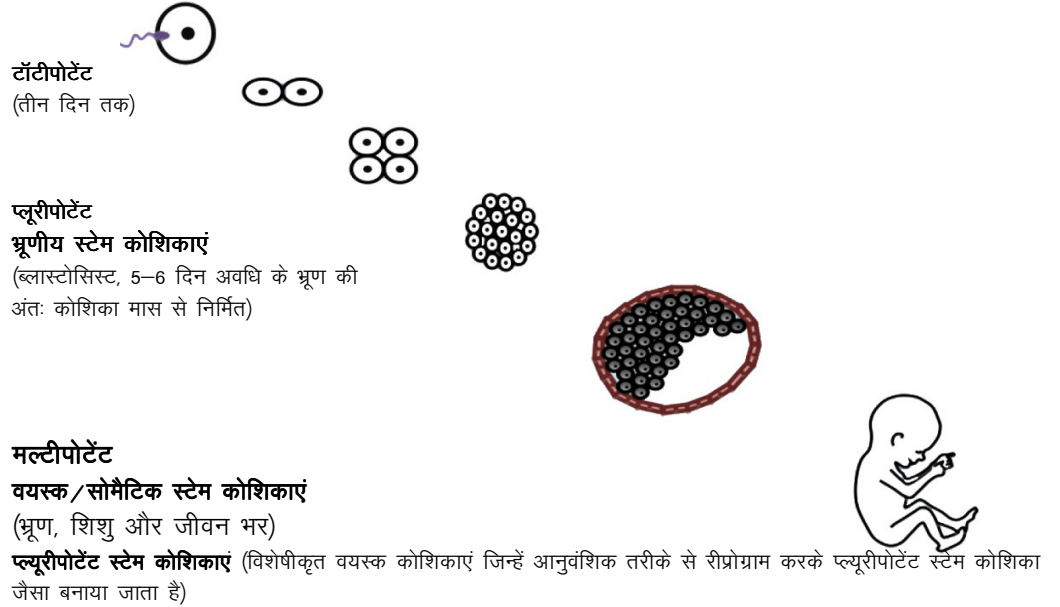 टॉटीपोटेंट
(तीन दिन तक)
प्लूरीपोटेंट
भ्रूणीय स्टेम कोशिकाएं
(ब्लास्टोसिस्ट, 5–6 दिन अवधि के भ्रूण की
अंतः कोशिका मास से निर्मित)
मल्टीपोटेंट
वयस्क/सोमैटिक स्टेम कोशिकाएं
(भ्रूण, शिशु और जीवन भर)
प्ल्यूरीपोटेंट स्टेम कोशिकाएं (विशेषीकृत वयस्क कोशिकाएं जिन्हें आनुवंशिक तरीके से रीप्रोग्राम करके प्ल्यूरीपोटेंट स्टेम कोशिका
जैसा बनाया जाता है)